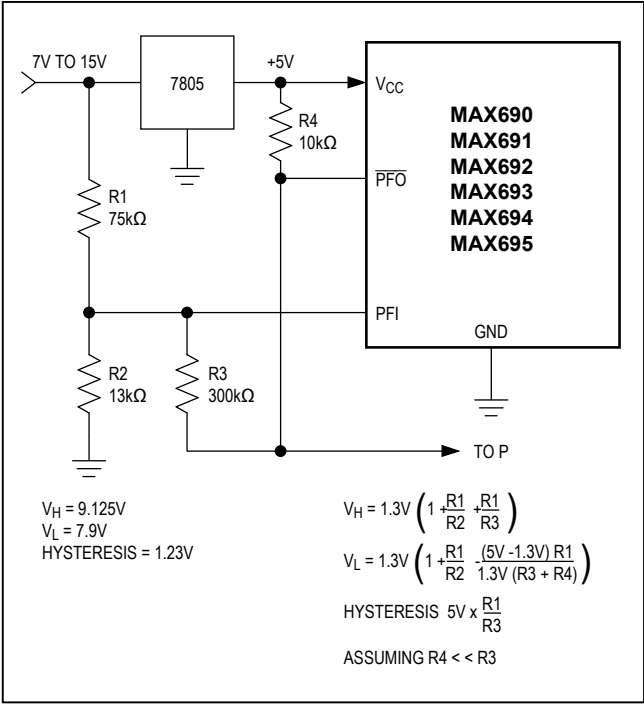 7V TO 15V
7805
+5V
VCC
R4
10kΩ
MAX690
MAX691
MAX692
MAX693
MAX694
MAX695
PFO
R1
75kΩ
PFI
GND
R2
13kΩ
R3
300kΩ
TO P
VH = 9.125V
VL = 7.9V
HYSTERESIS = 1.23V
VH = 1.3V (1 + R1/R2 + R1/R3)
VL = 1.3V (1 + R1/R2 - (5V -1.3V) R1/1.3V (R3 + R4))
HYSTERESIS 5V x R1/R3
ASSUMING R4 < < R3